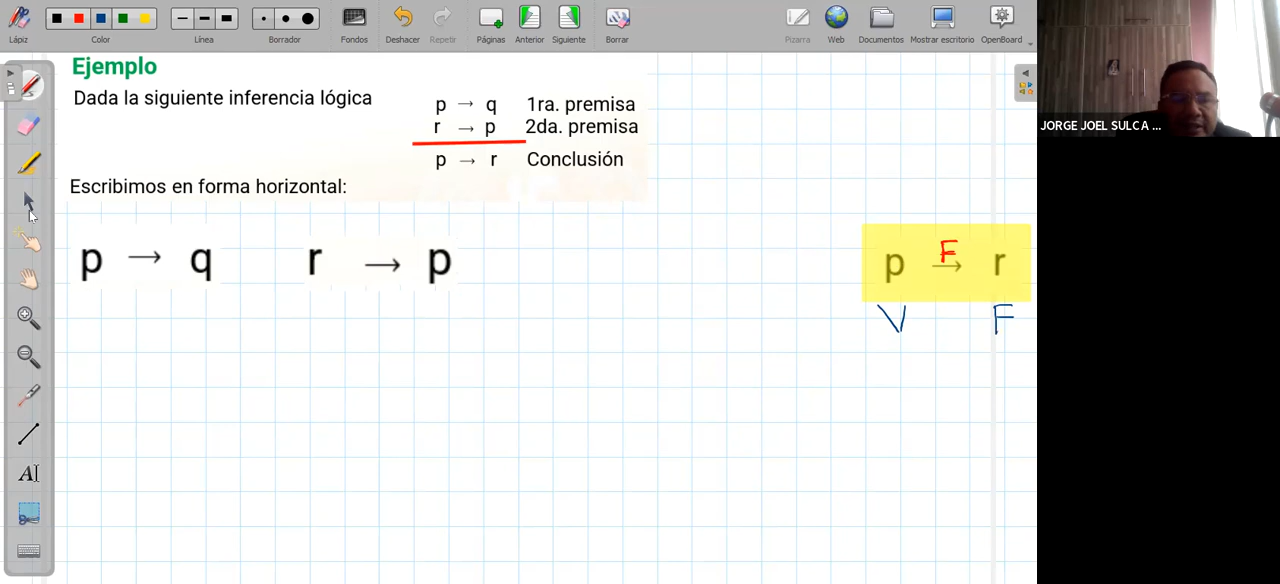 Lápiz Color Línea Borrador Fondos Deshacer Repetir Páginas Anterior Siguiente Borrar Pizarra Web Documentos Mostrar escritorio OpenBoard
Ejemplo
Dada la siguiente inferencia lógica
p → q 1ra. premisa
r → p 2da. premisa
p → r Conclusión
Escribimos en forma horizontal:
p → q r → p p → r
F
V F
A
JORGE JOEL SULCA ...